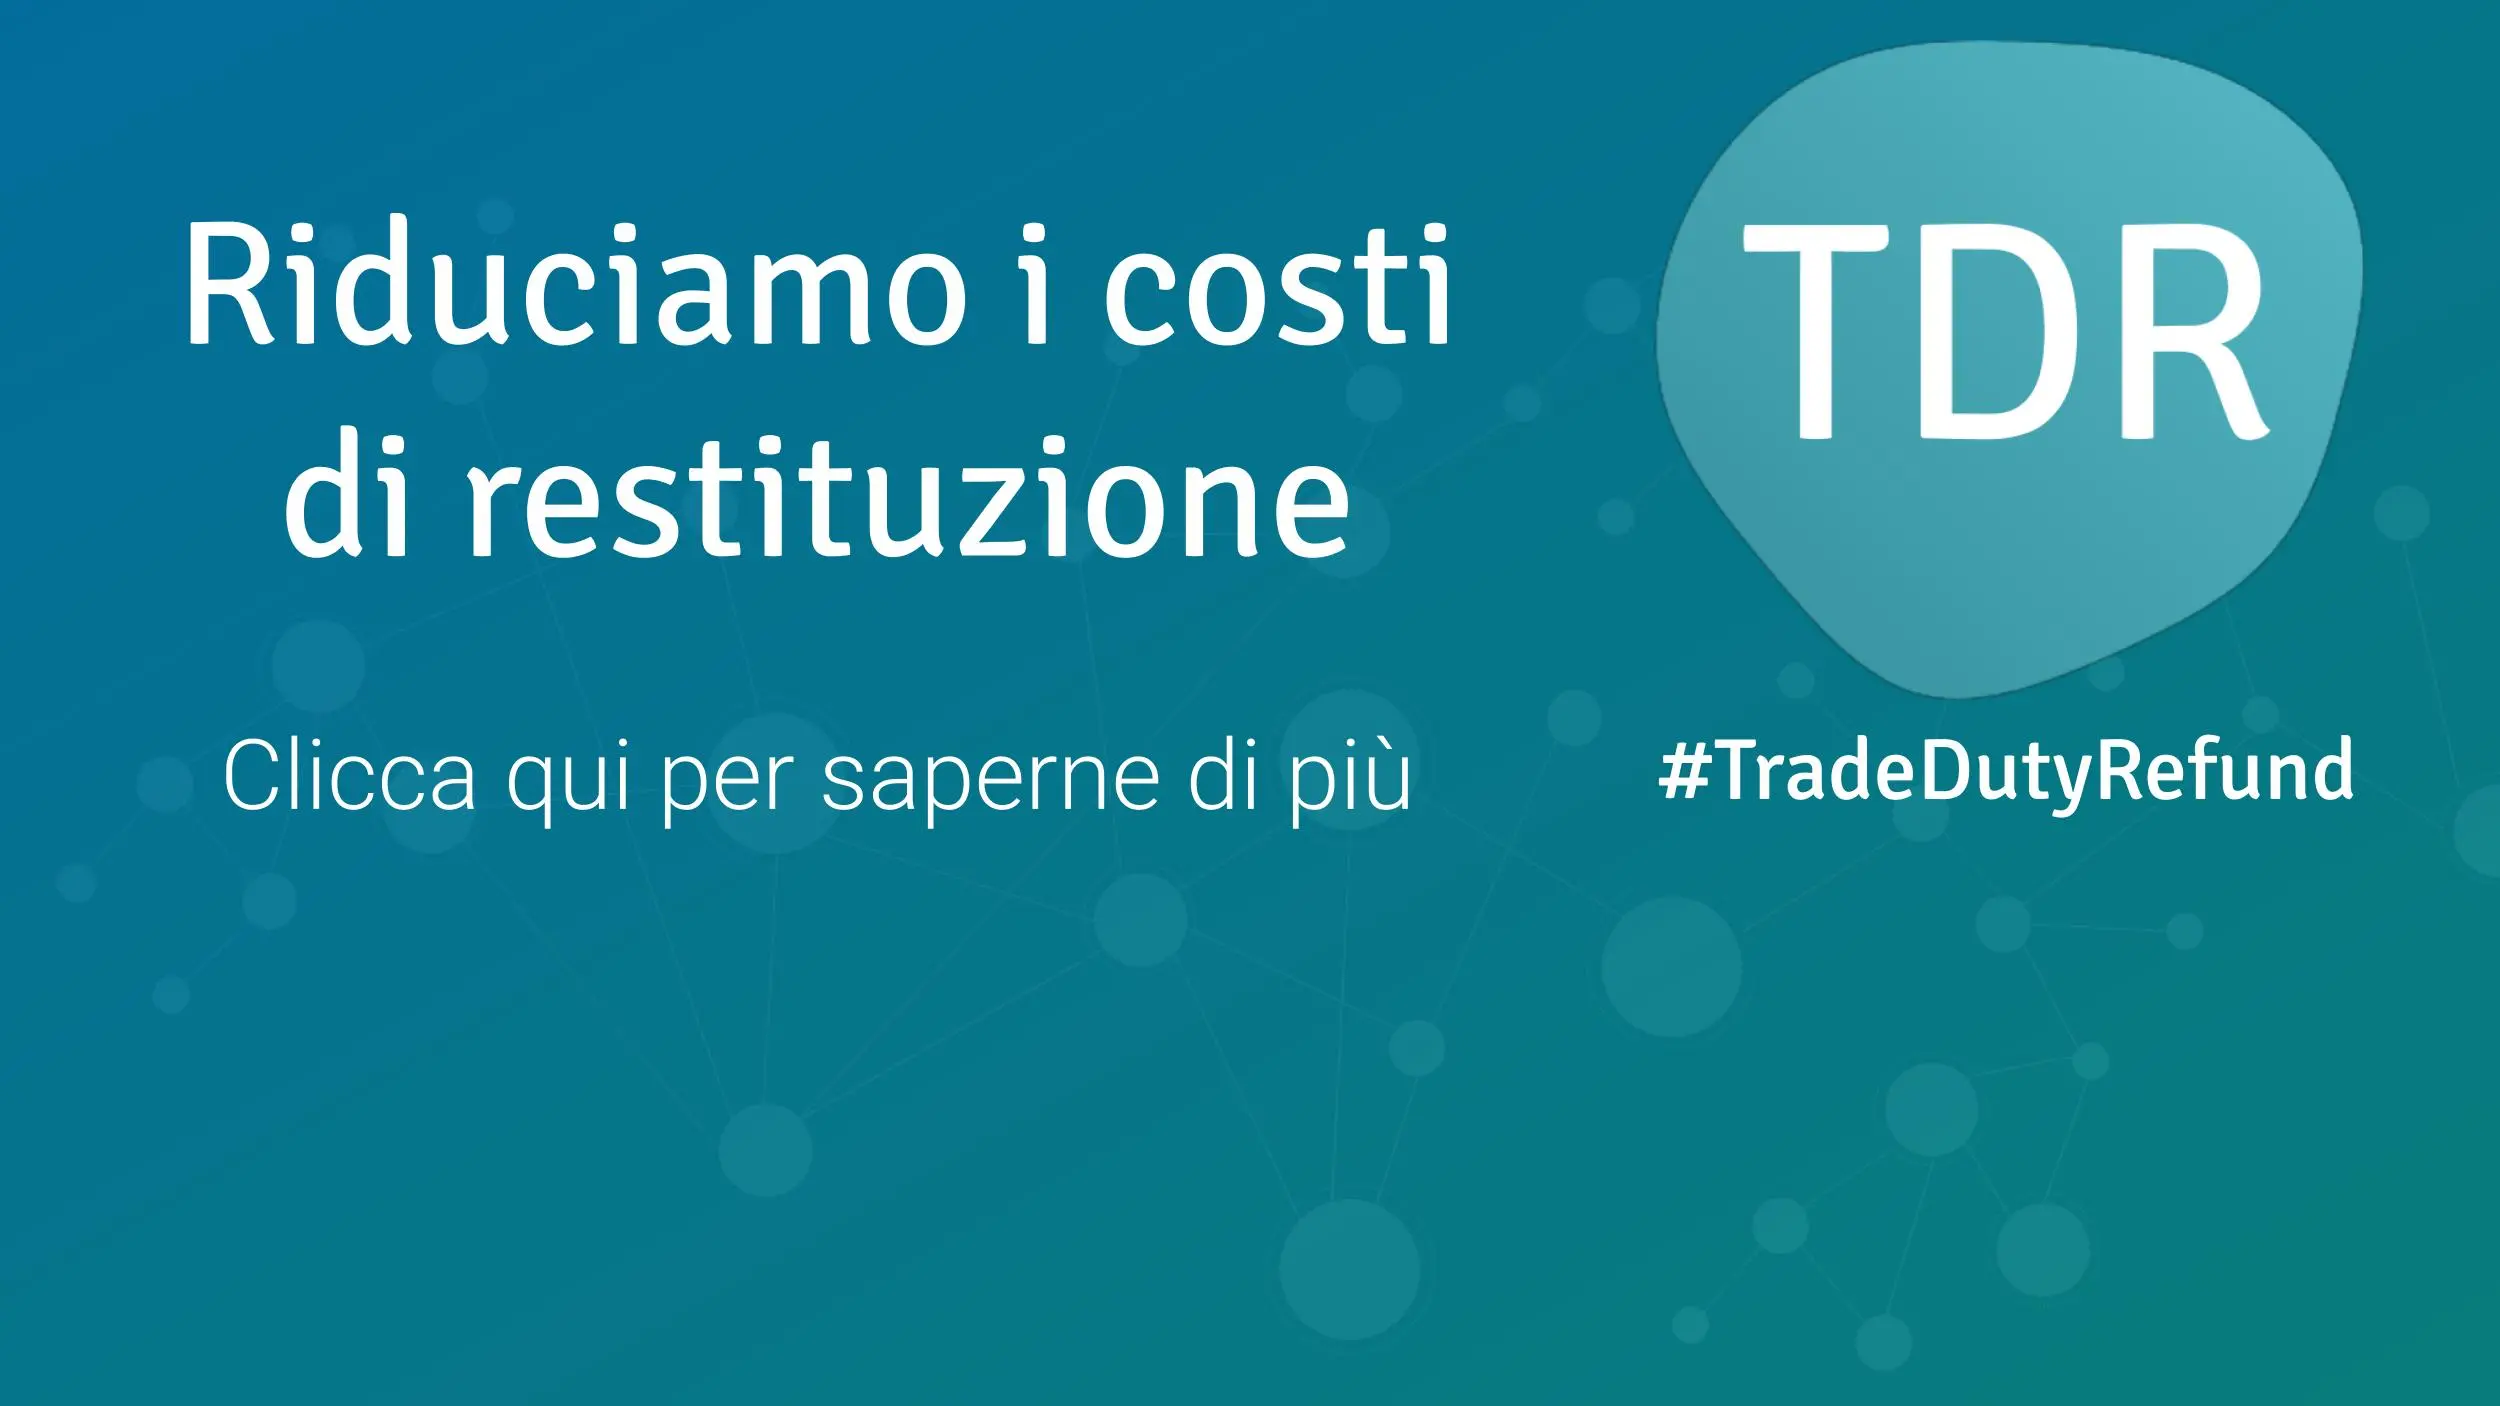 Riduciamo i costi
di restituzione
Clicca qui per saperne di più
TDR
#TradeDutyRefund